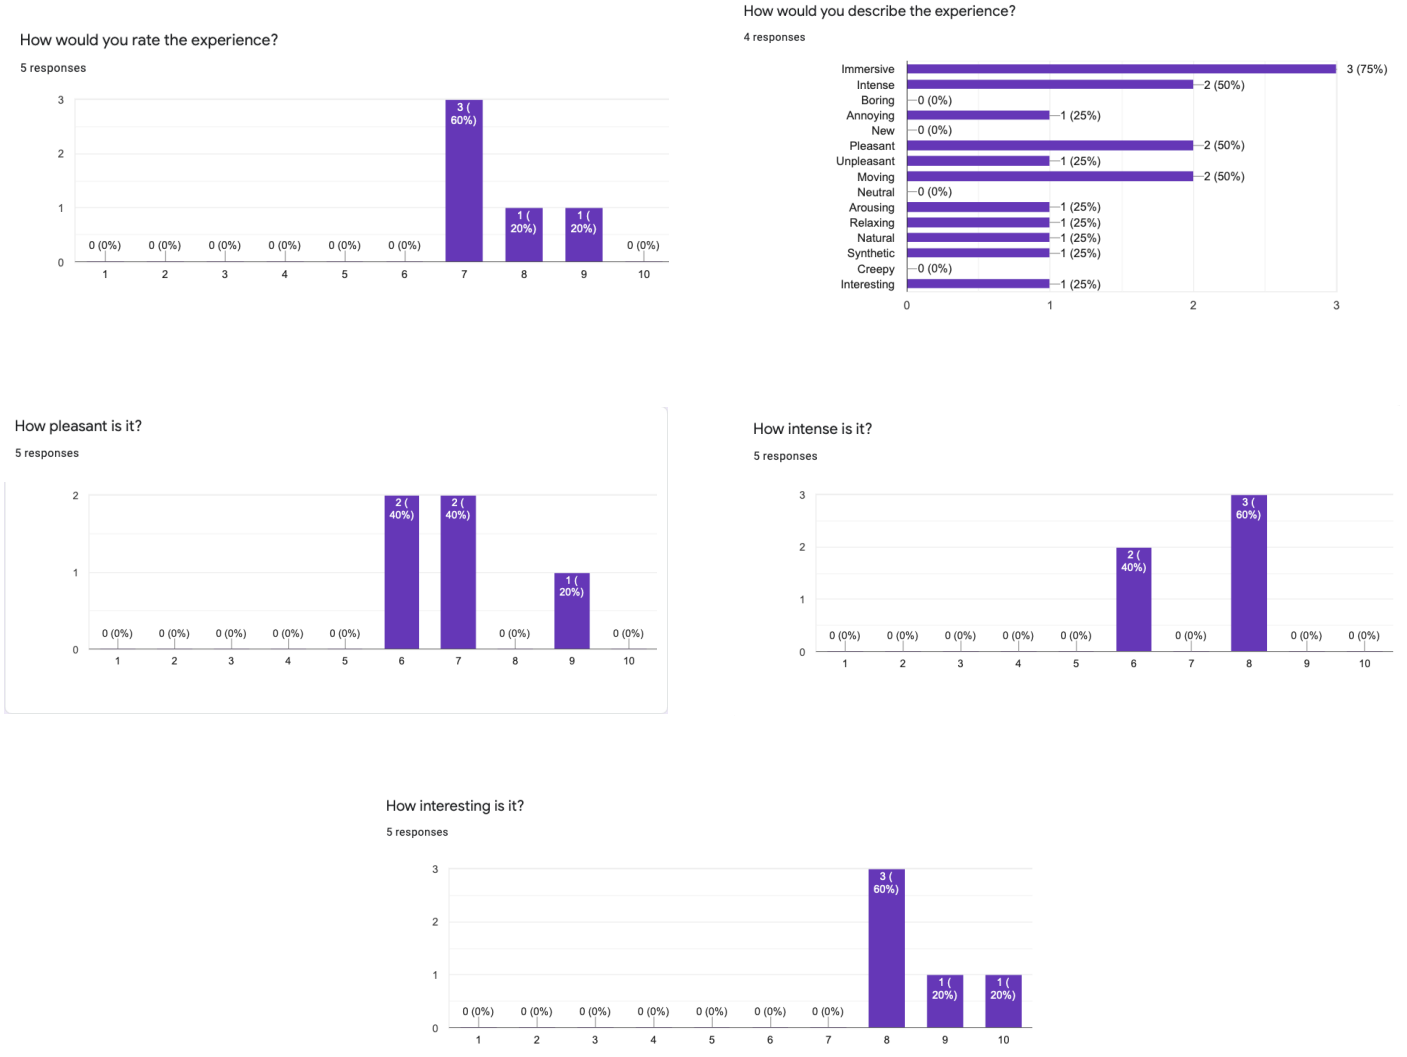 How would you rate the experience?
5 responses
3
2
1
0
3 (
60%)
1 (
20%)
1 (
20%)
0 (0%) 0 (0%) 0 (0%) 0 (0%) 0 (0%) 0 (0%) 0 (0%)
1 2 3 4 5 6 7 8 9 10
How would you describe the experience?
4 responses
Immersive 3 (75%)
Intense 2 (50%)
Boring 0 (0%)
Annoying 1 (25%)
New 0 (0%)
Pleasant 2 (50%)
Unpleasant 1 (25%)
Moving 2 (50%)
Neutral 0 (0%)
Arousing 1 (25%)
Relaxing 1 (25%)
Natural 1 (25%)
Synthetic 1 (25%)
Creepy 0 (0%)
Interesting 1 (25%)
0 1 2 3
How pleasant is it?
5 responses
2
1
0
2 (
40%)
2 (
40%)
1 (
20%)
0 (0%) 0 (0%) 0 (0%) 0 (0%) 0 (0%) 0 (0%) 0 (0%)
1 2 3 4 5 6 7 8 9 10
How intense is it?
5 responses
3
2
1
0
2 (
40%)
3 (
60%)
0 (0%) 0 (0%) 0 (0%) 0 (0%) 0 (0%) 0 (0%) 0 (0%) 0 (0%)
1 2 3 4 5 6 7 8 9 10
How interesting is it?
5 responses
3
2
1
0
3 (
60%)
1 (
20%)
1 (
20%)
0 (0%) 0 (0%) 0 (0%) 0 (0%) 0 (0%) 0 (0%) 0 (0%)
1 2 3 4 5 6 7 8 9 10